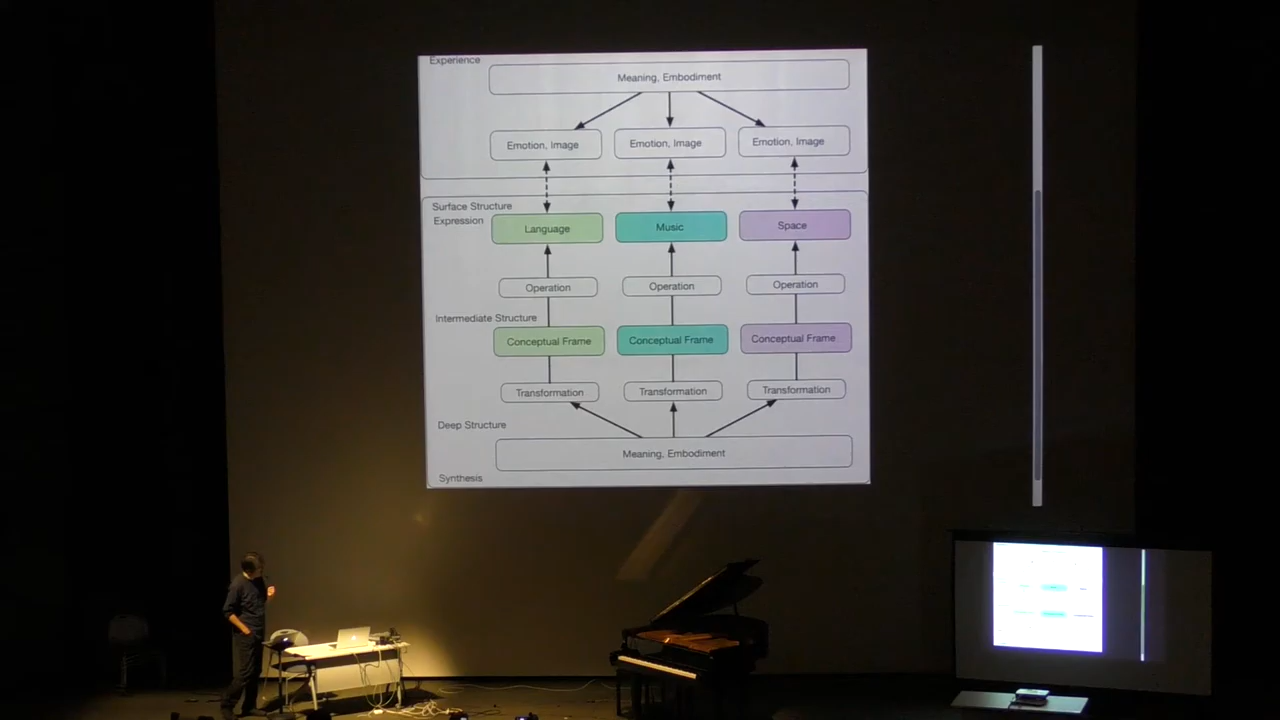 Experience
Meaning, Embodiment
Emotion, Image
Emotion, Image
Emotion, Image
Surface Structure
Expression
Language
Music
Space
Operation
Operation
Operation
Intermediate Structure
Conceptual Frame
Conceptual Frame
Conceptual Frame
Transformation
Transformation
Transformation
Deep Structure
Meaning, Embodiment
Synthesis